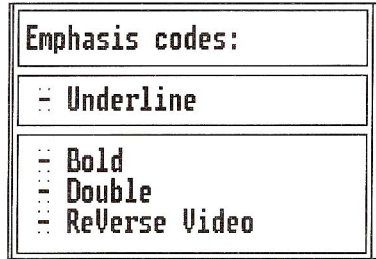 Emphasis codes:
- Underline
- Bold
- Double
- ReVerse Video